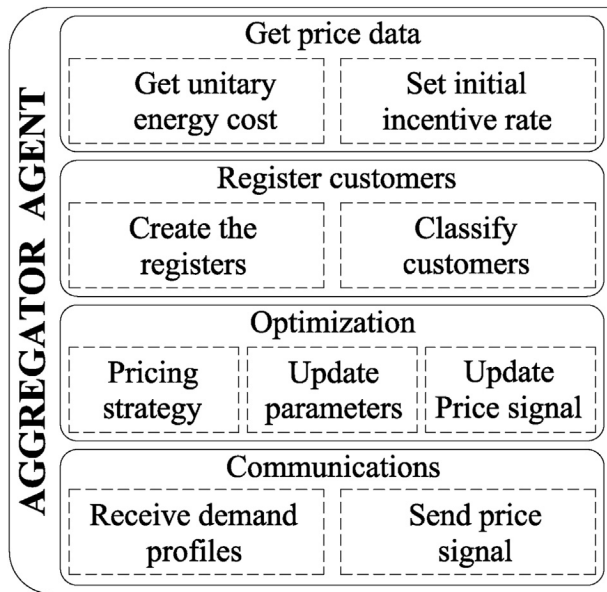 AGGREGATOR AGENT
Get price data
Get unitary
energy cost
Set initial
incentive rate
Register customers
Create the
registers
Classify
customers
Optimization
Pricing
strategy
Update
parameters
Update
Price signal
Communications
Receive demand
profiles
Send price
signal